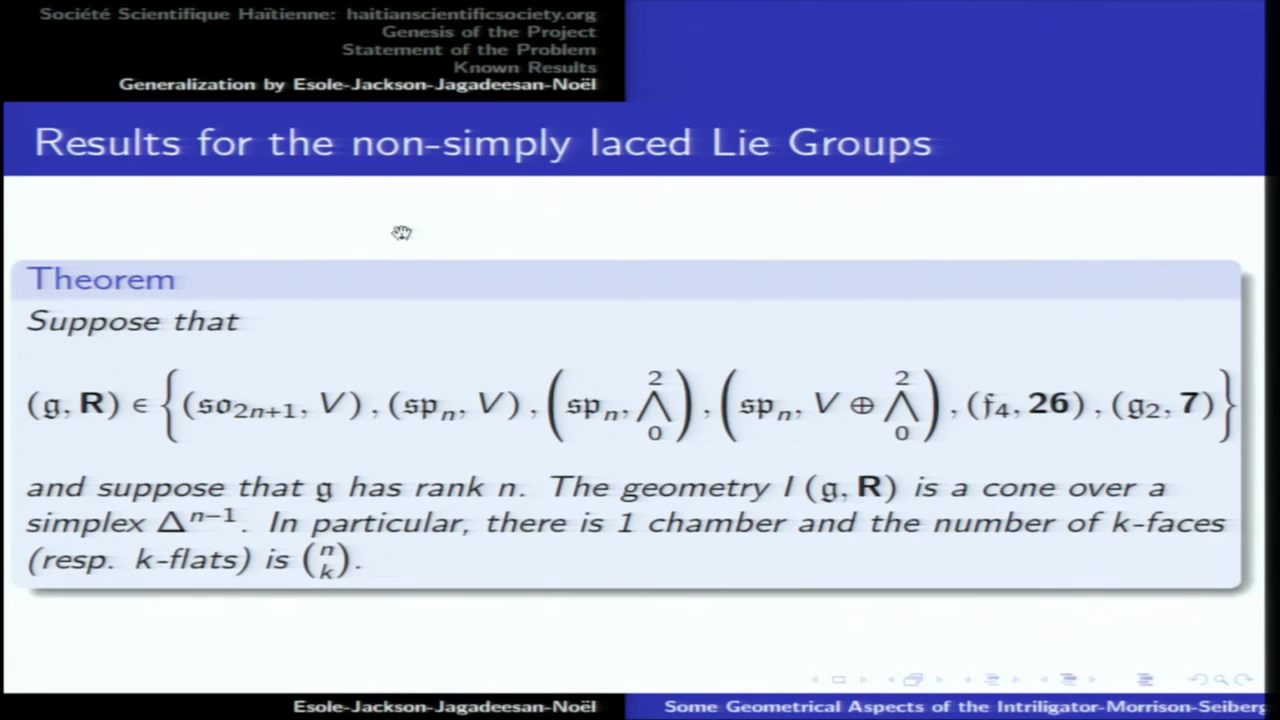 Société Scientifique Haïtienne: haitianscientificsociety.org
Genesis of the Project
Statement of the Problem
Known Results
Generalization by Esole-Jackson-Jagadeesan-Noël
Results for the non-simply laced Lie Groups
Theorem
Suppose that
(𝔤, R) ∈ { (𝔰𝔬₂ₙ₊₁, V), (𝔰𝔭ₙ, V), (𝔰𝔭ₙ, ⋀²₀), (𝔰𝔭ₙ, V ⊕ ⋀²₀), (𝔣₄, 26), (𝔤₂, 7) }
and suppose that 𝔤 has rank n. The geometry I (𝔤, R) is a cone over a
simplex Δⁿ⁻¹. In particular, there is 1 chamber and the number of k-faces
(resp. k-flats) is (n k).
Esole-Jackson-Jagadeesan-Noël
Some Geometrical Aspects of the Intriligator-Morrison-Seiberg